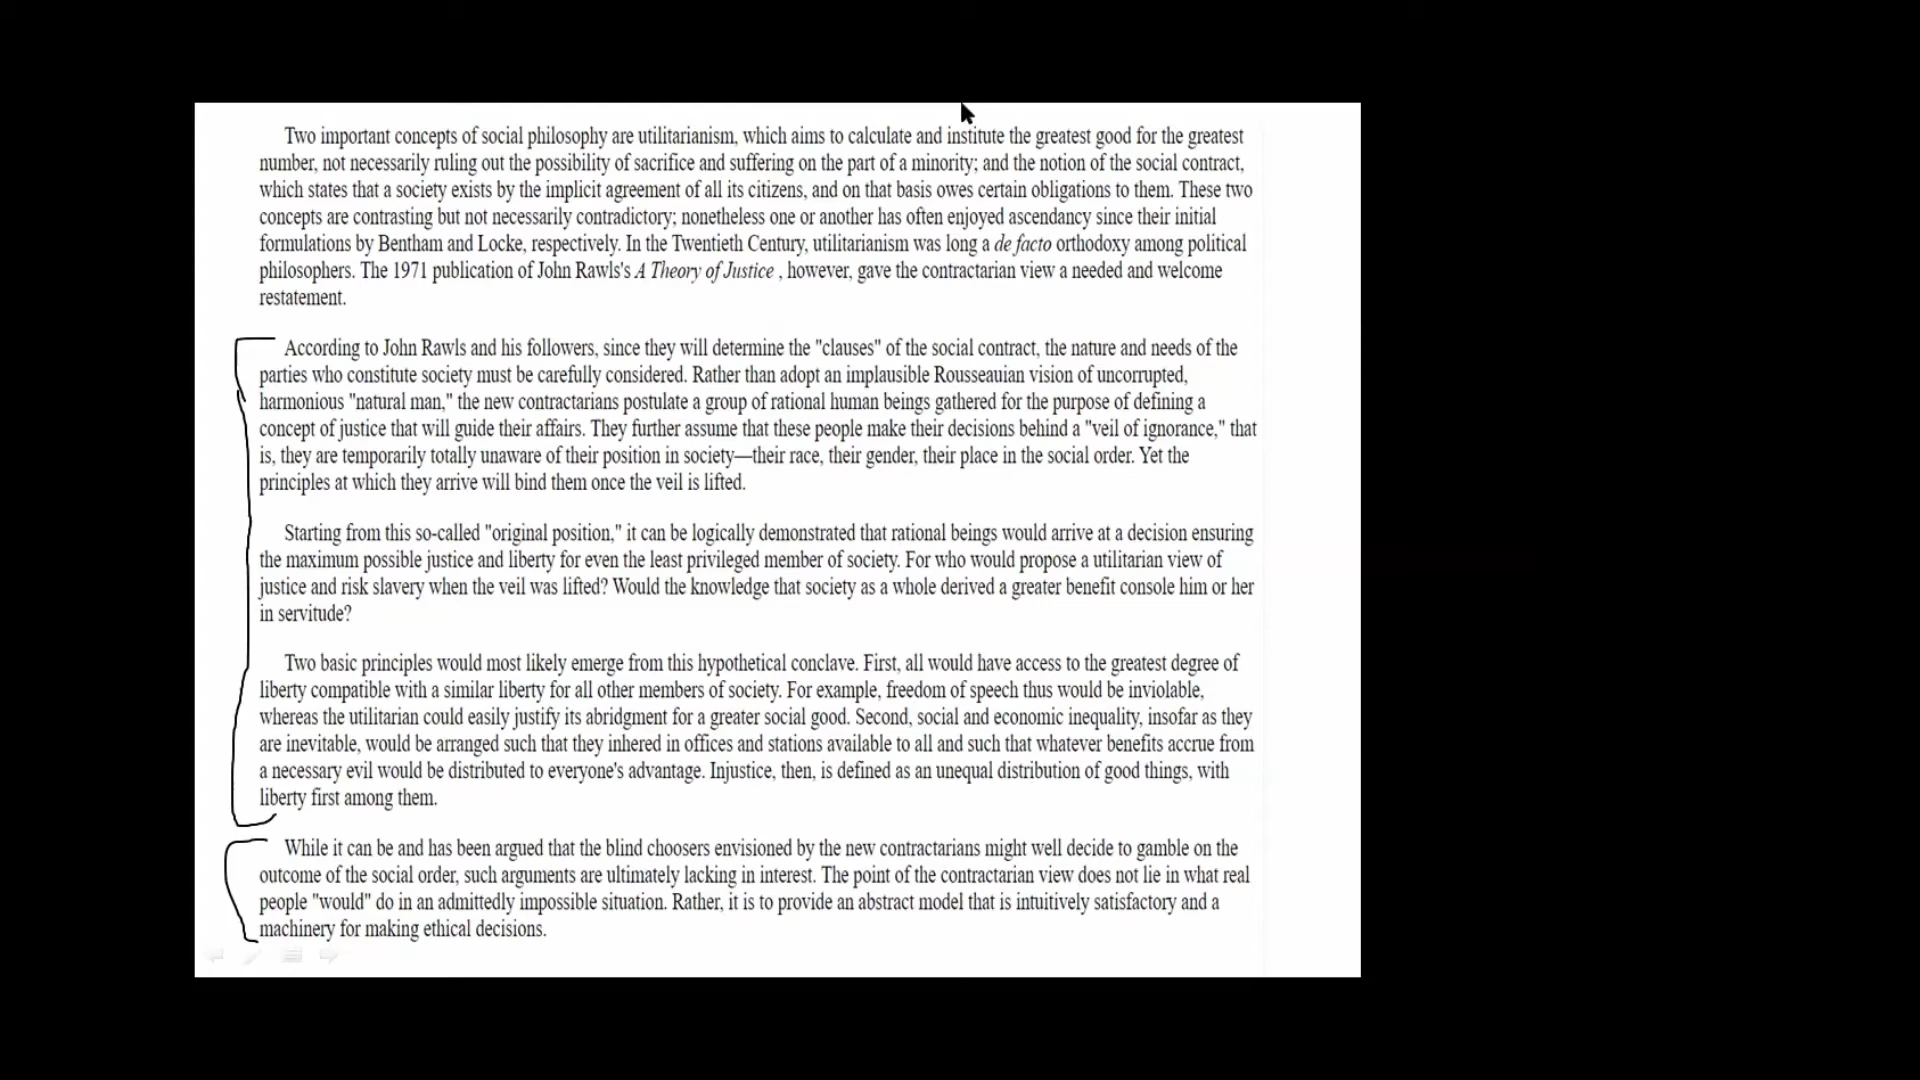 Two important concepts of social philosophy are utilitarianism, which aims to calculate and institute the greatest good for the greatest
number, not necessarily ruling out the possibility of sacrifice and suffering on the part of a minority; and the notion of the social contract,
which states that a society exists by the implicit agreement of all its citizens, and on that basis owes certain obligations to them. These two
concepts are contrasting but not necessarily contradictory; nonetheless one or another has often enjoyed ascendancy since their initial
formulations by Bentham and Locke, respectively. In the Twentieth Century, utilitarianism was long a de facto orthodoxy among political
philosophers. The 1971 publication of John Rawls's A Theory of Justice , however, gave the contractarian view a needed and welcome
restatement.
According to John Rawls and his followers, since they will determine the "clauses" of the social contract, the nature and needs of the
parties who constitute society must be carefully considered. Rather than adopt an implausible Rousseauian vision of uncorrupted,
harmonious "natural man," the new contractarians postulate a group of rational human beings gathered for the purpose of defining a
concept of justice that will guide their affairs. They further assume that these people make their decisions behind a "veil of ignorance," that
is, they are temporarily totally unaware of their position in society—their race, their gender, their place in the social order. Yet the
principles at which they arrive will bind them once the veil is lifted.
Starting from this so-called "original position," it can be logically demonstrated that rational beings would arrive at a decision ensuring
the maximum possible justice and liberty for even the least privileged member of society. For who would propose a utilitarian view of
justice and risk slavery when the veil was lifted? Would the knowledge that society as a whole derived a greater benefit console him or her
in servitude?
Two basic principles would most likely emerge from this hypothetical conclave. First, all would have access to the greatest degree of
liberty compatible with a similar liberty for all other members of society. For example, freedom of speech thus would be inviolable,
whereas the utilitarian could easily justify its abridgment for a greater social good. Second, social and economic inequality, insofar as they
are inevitable, would be arranged such that they inhered in offices and stations available to all and such that whatever benefits accrue from
a necessary evil would be distributed to everyone's advantage. Injustice, then, is defined as an unequal distribution of good things, with
liberty first among them.
While it can be and has been argued that the blind choosers envisioned by the new contractarians might well decide to gamble on the
outcome of the social order, such arguments are ultimately lacking in interest. The point of the contractarian view does not lie in what real
people "would" do in an admittedly impossible situation. Rather, it is to provide an abstract model that is intuitively satisfactory and a
machinery for making ethical decisions.